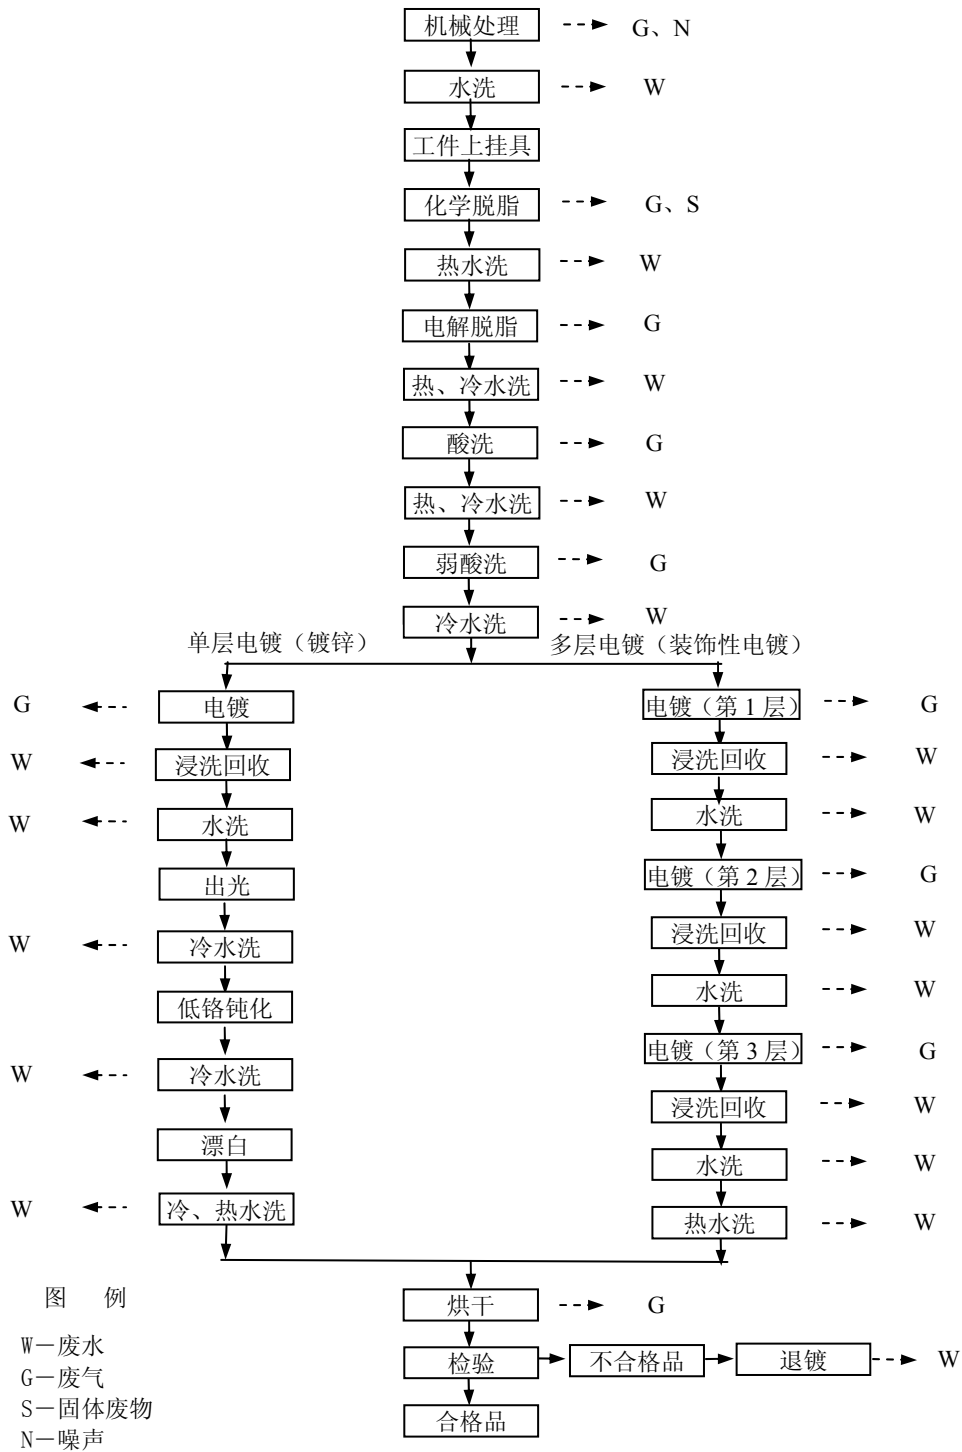 机械处理 G、N
水洗 W
工件上挂具
化学脱脂 G、S
热水洗 W
电解脱脂 G
热、冷水洗 W
酸洗 G
热、冷水洗 W
弱酸洗 G
冷水洗 W
单层电镀（镀锌） 多层电镀（装饰性电镀）
G 电镀 电镀（第1层） G
W 浸洗回收 浸洗回收 W
W 水洗 水洗 W
出光 电镀（第2层） G
W 冷水洗 浸洗回收 W
低铬钝化 水洗 W
电镀（第3层） G
W 冷水洗 浸洗回收 W
漂白 水洗 W
W 冷、热水洗 热水洗 W
烘干 G
检验 不合格品 退镀 W
合格品
图 例
W—废水
G—废气
S—固体废物
N—噪声